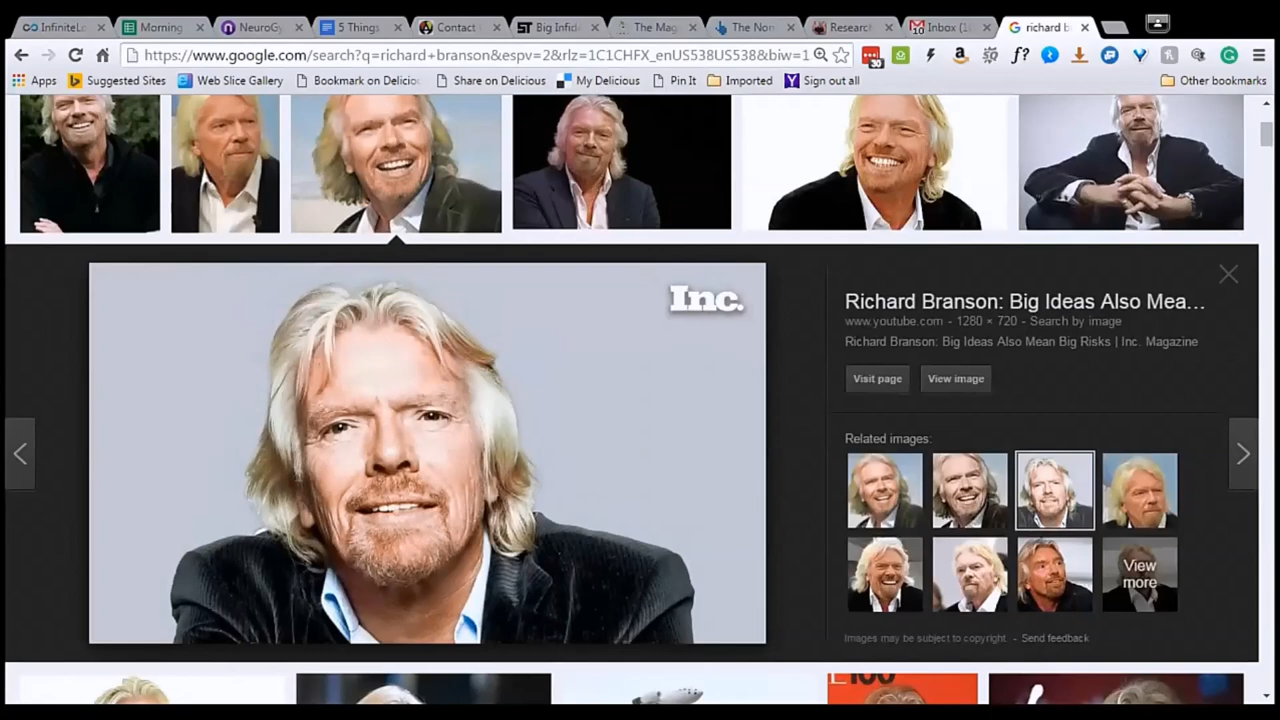 InfiniteLo
Morning
NeuroGy
5 Things
Contact
Big Infid
The Mag
The Non
Research
Inbox (1
richard b
https://www.google.com/search?q=richard+branson&espv=2&rlz=1C1CHFX_enUS538US538&biw=1
Apps
Suggested Sites
Web Slice Gallery
Bookmark on Delicio
Share on Delicious
My Delicious
Pin It
Imported
Sign out all
Other bookmarks
Inc.
Richard Branson: Big Ideas Also Mea...
www.youtube.com - 1280 × 720 - Search by image
Richard Branson: Big Ideas Also Mean Big Risks | Inc. Magazine
Visit page
View image
Related images:
View
more
Images may be subject to copyright. - Send feedback